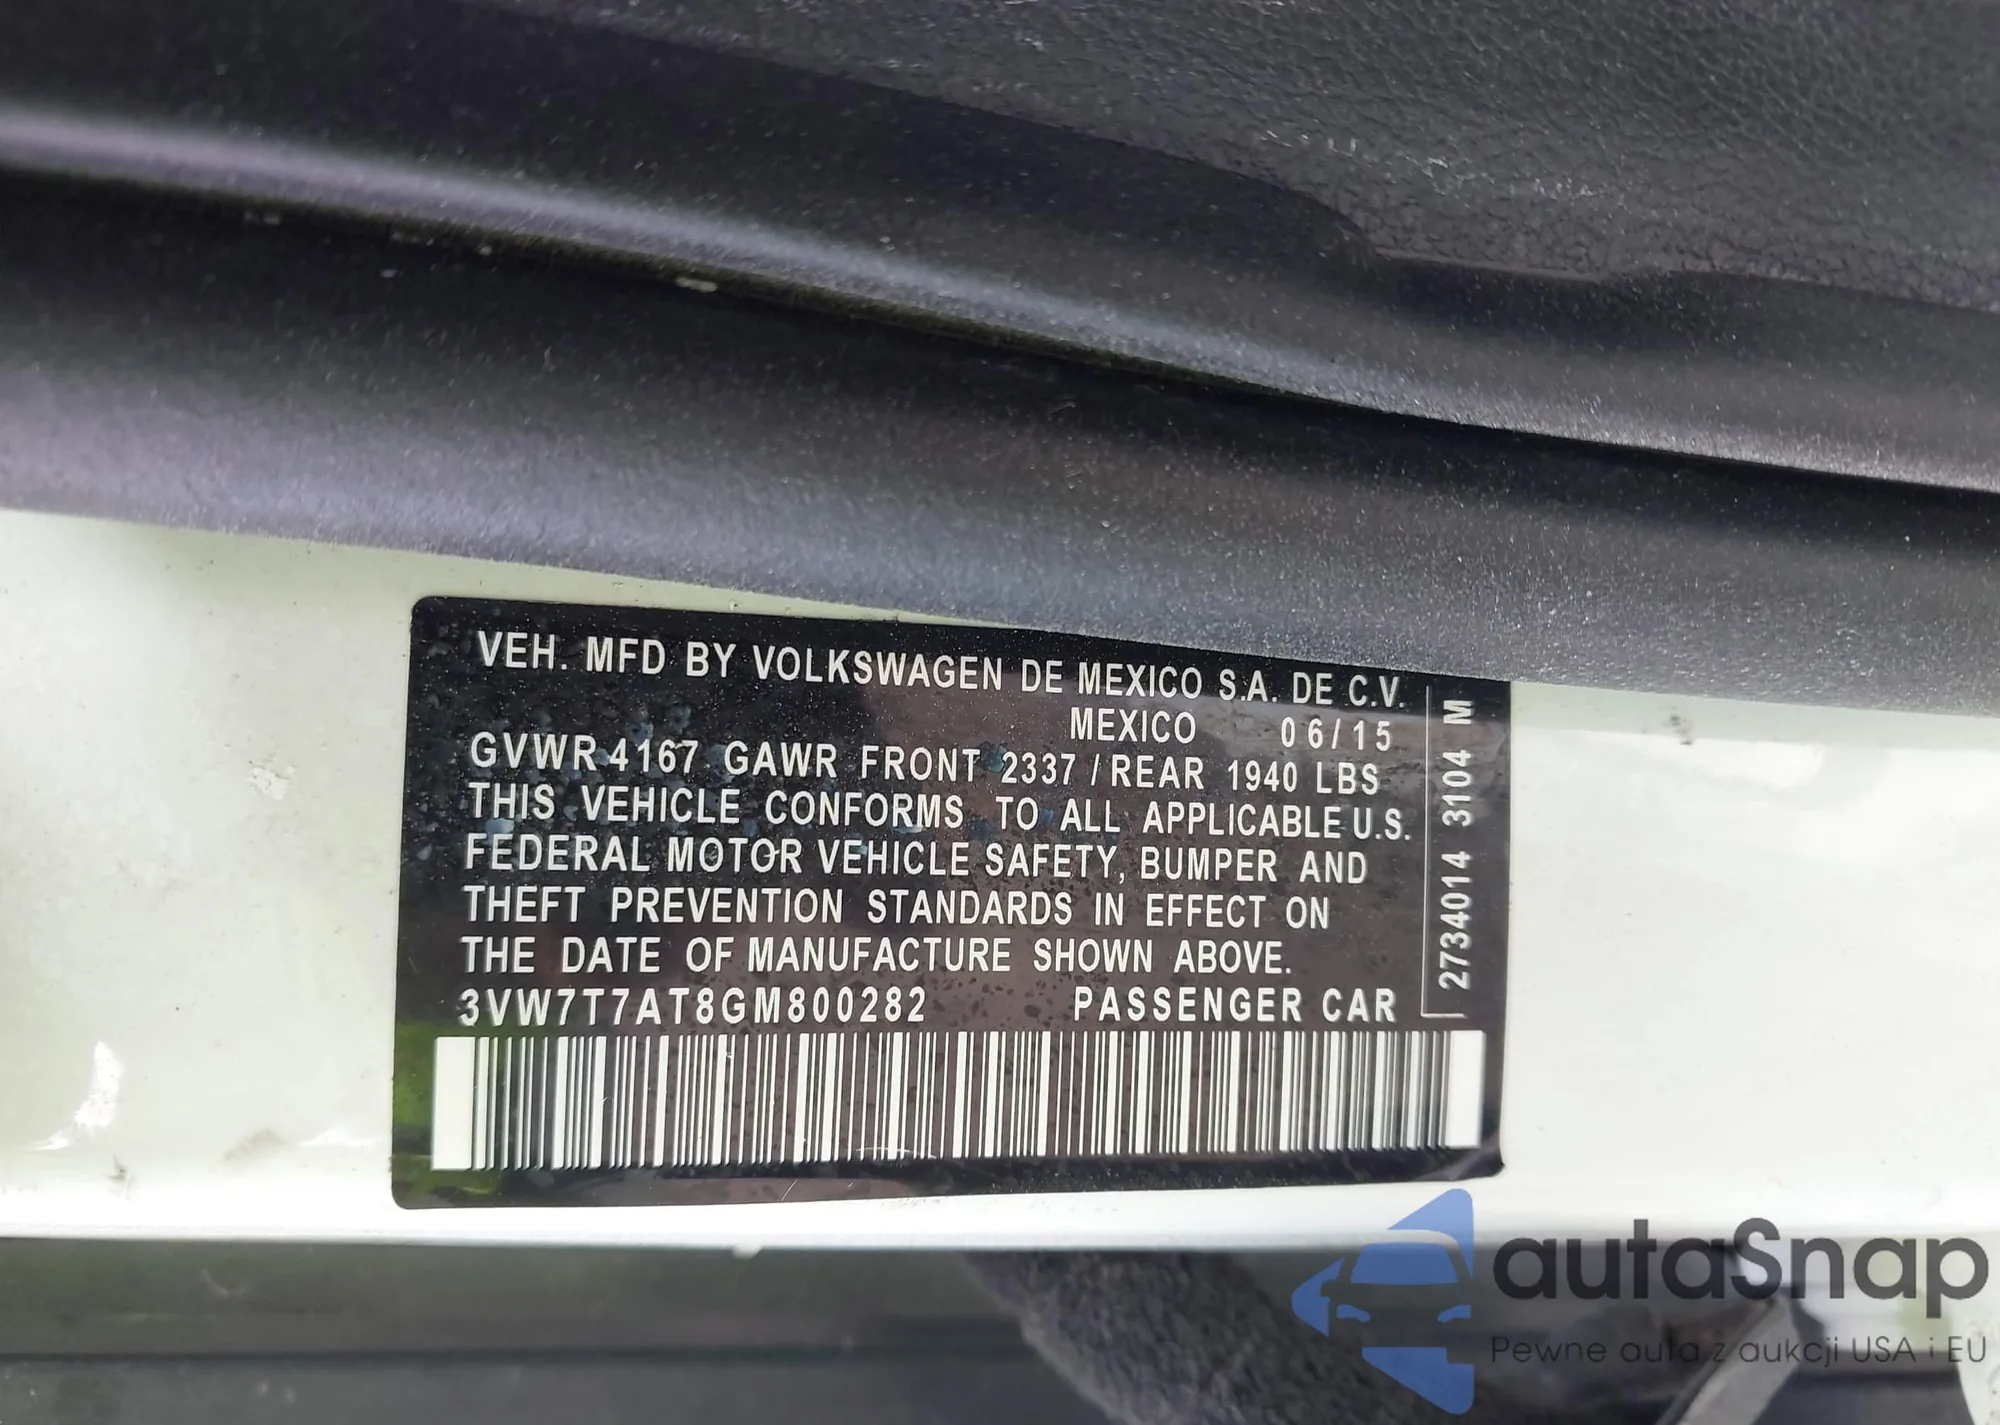 VEH. MFD BY VOLKSWAGEN DE MEXICO S.A. DE C.V.
MEXICO 06/15
GVWR 4167 GAWR FRONT 2337 / REAR 1940 LBS
THIS VEHICLE CONFORMS TO ALL APPLICABLE U.S.
FEDERAL MOTOR VEHICLE SAFETY, BUMPER AND
THEFT PREVENTION STANDARDS IN EFFECT ON
THE DATE OF MANUFACTURE SHOWN ABOVE.
3VW7T7AT8GM800282 PASSENGER CAR
2734014 3104 M
autaSnap
Pewne auta z aukcji USA i EU